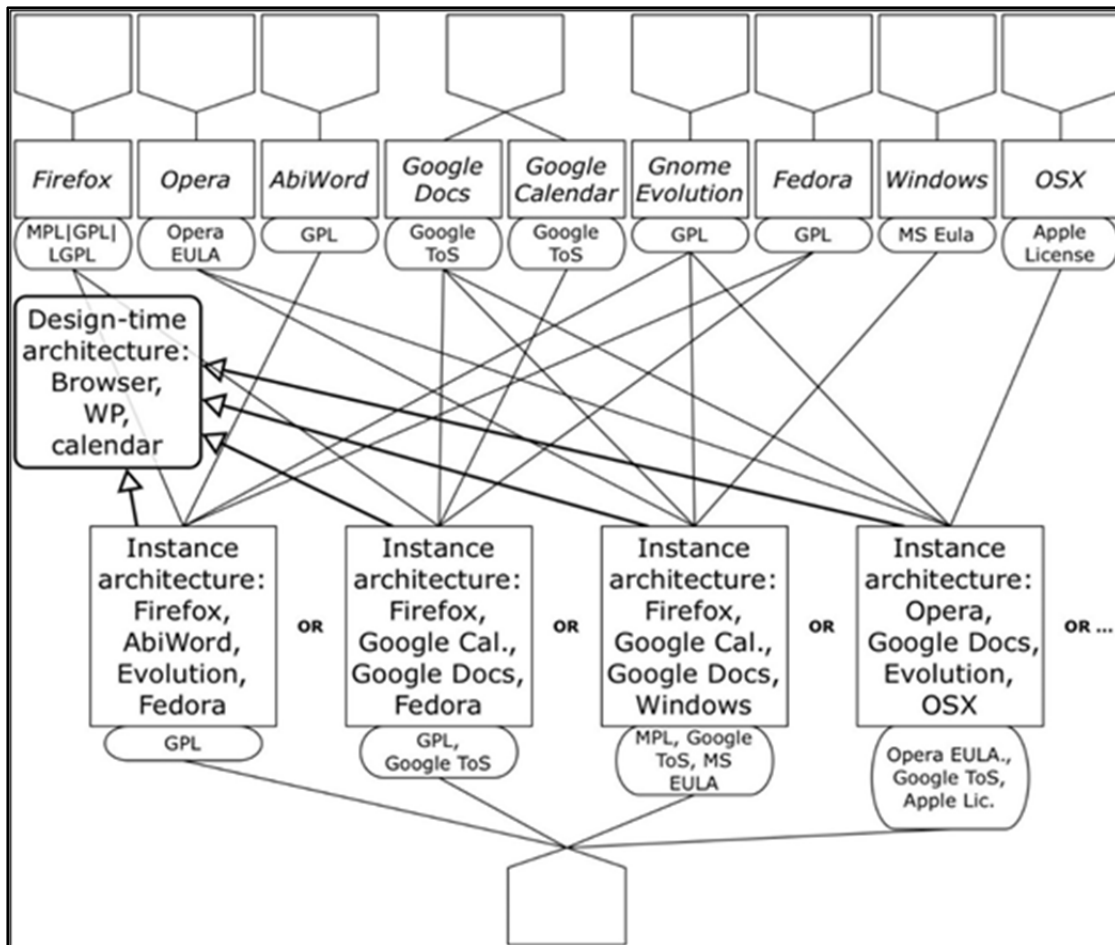 Firefox
Opera
AbiWord
Google
Docs
Google
Calendar
Gnome
Evolution
Fedora
Windows
OSX
MPL|GPL|
LGPL
Opera
EULA
GPL
Google
ToS
Google
ToS
GPL
GPL
MS Eula
Apple
License
Design-time
architecture:
Browser,
WP,
calendar
Instance
architecture:
Firefox,
AbiWord,
Evolution,
Fedora
OR
Instance
architecture:
Firefox,
Google Cal.,
Google Docs,
Fedora
OR
Instance
architecture:
Firefox,
Google Cal.,
Google Docs,
Windows
OR
Instance
architecture:
Opera,
Google Docs,
Evolution,
OSX
OR ...
GPL
GPL,
Google ToS
MPL, Google
ToS, MS
EULA
Opera EULA.,
Google ToS,
Apple Lic.